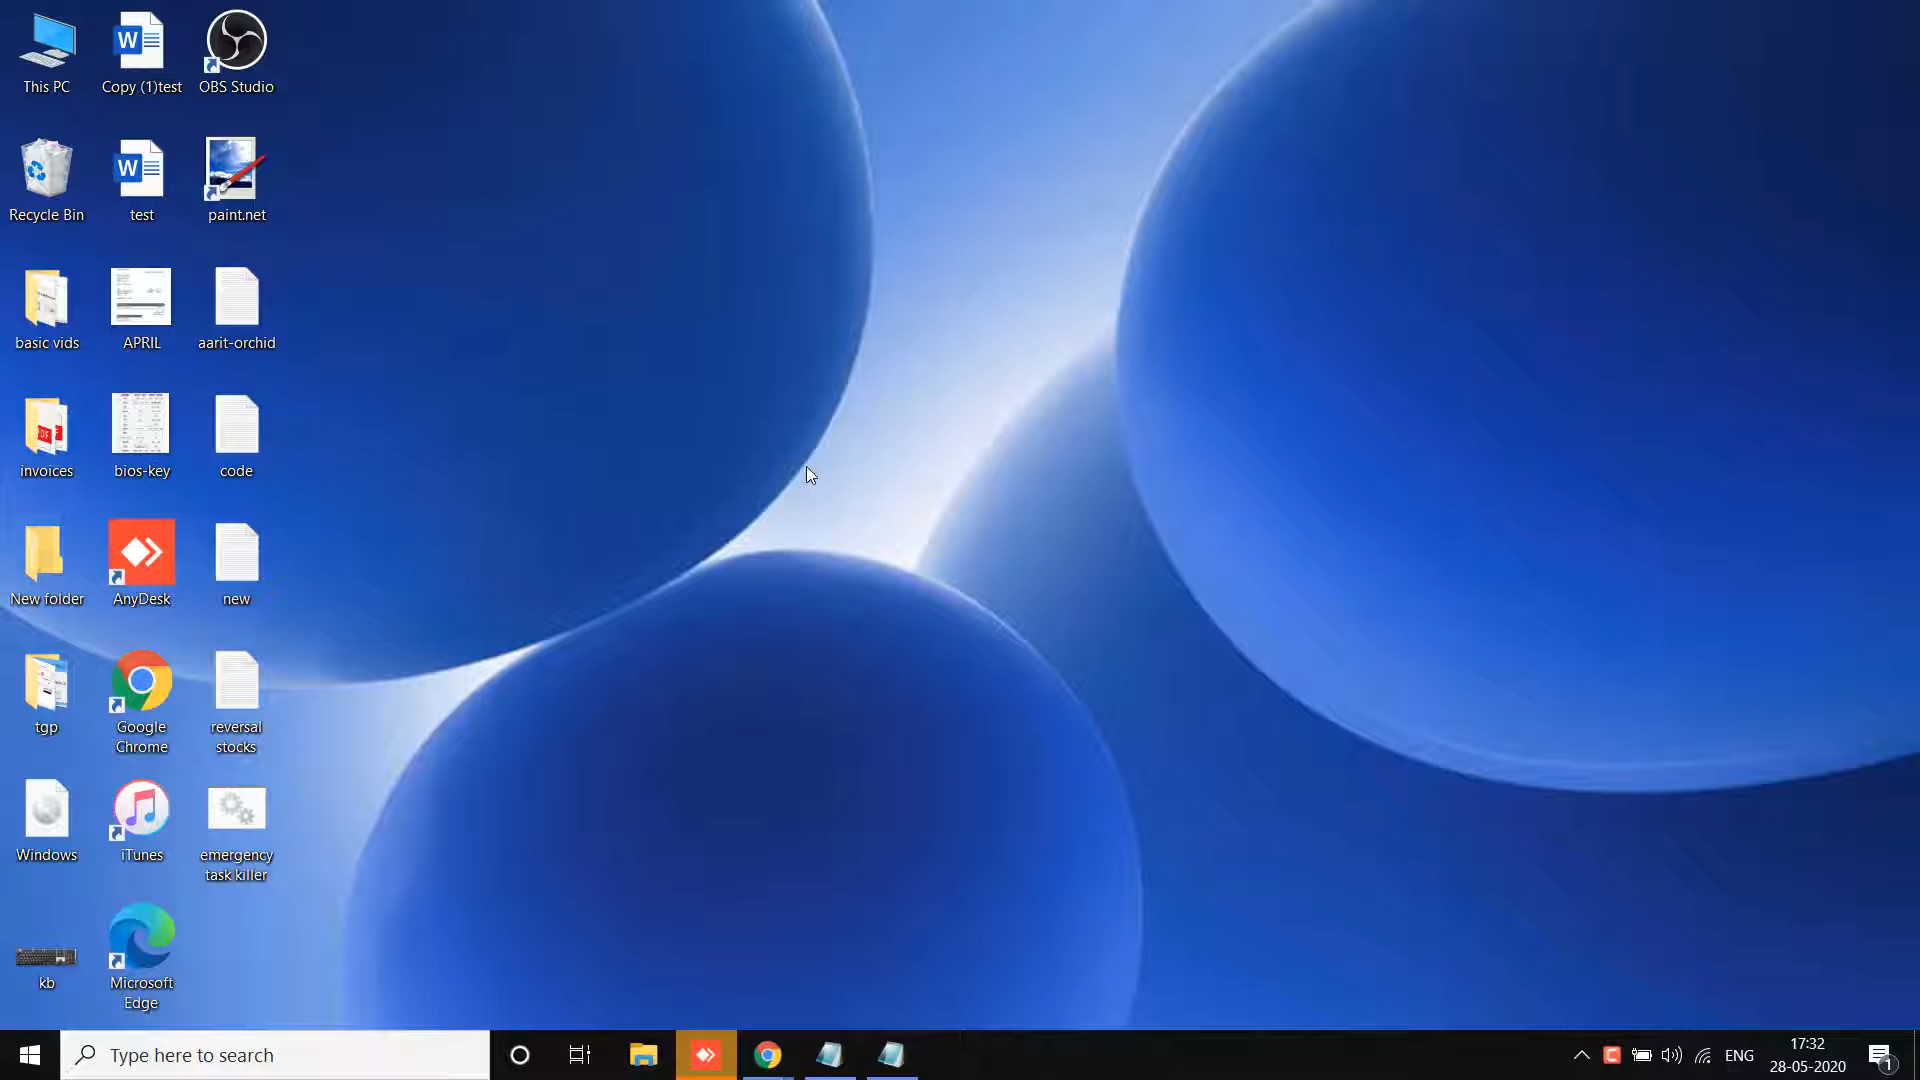 This PC
Copy (1)test
OBS Studio
Recycle Bin
test
paint.net
basic vids
APRIL
aarit-orchid
invoices
bios-key
code
New folder
AnyDesk
new
tgp
Google
Chrome
reversal
stocks
Windows
iTunes
emergency
task killer
kb
Microsoft
Edge
Type here to search
ENG
17:32
28-05-2020
1